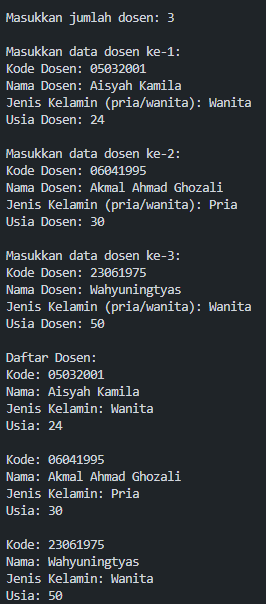 Masukkan jumlah dosen: 3
Masukkan data dosen ke-1:
Kode Dosen: 05032001
Nama Dosen: Aisyah Kamila
Jenis Kelamin (pria/wanita): Wanita
Usia Dosen: 24
Masukkan data dosen ke-2:
Kode Dosen: 06041995
Nama Dosen: Akmal Ahmad Ghozali
Jenis Kelamin (pria/wanita): Pria
Usia Dosen: 30
Masukkan data dosen ke-3:
Kode Dosen: 23061975
Nama Dosen: Wahyuningtyas
Jenis Kelamin (pria/wanita): Wanita
Usia Dosen: 50
Daftar Dosen:
Kode: 05032001
Nama: Aisyah Kamila
Jenis Kelamin: Wanita
Usia: 24
Kode: 06041995
Nama: Akmal Ahmad Ghozali
Jenis Kelamin: Pria
Usia: 30
Kode: 23061975
Nama: Wahyuningtyas
Jenis Kelamin: Wanita
Usia: 50